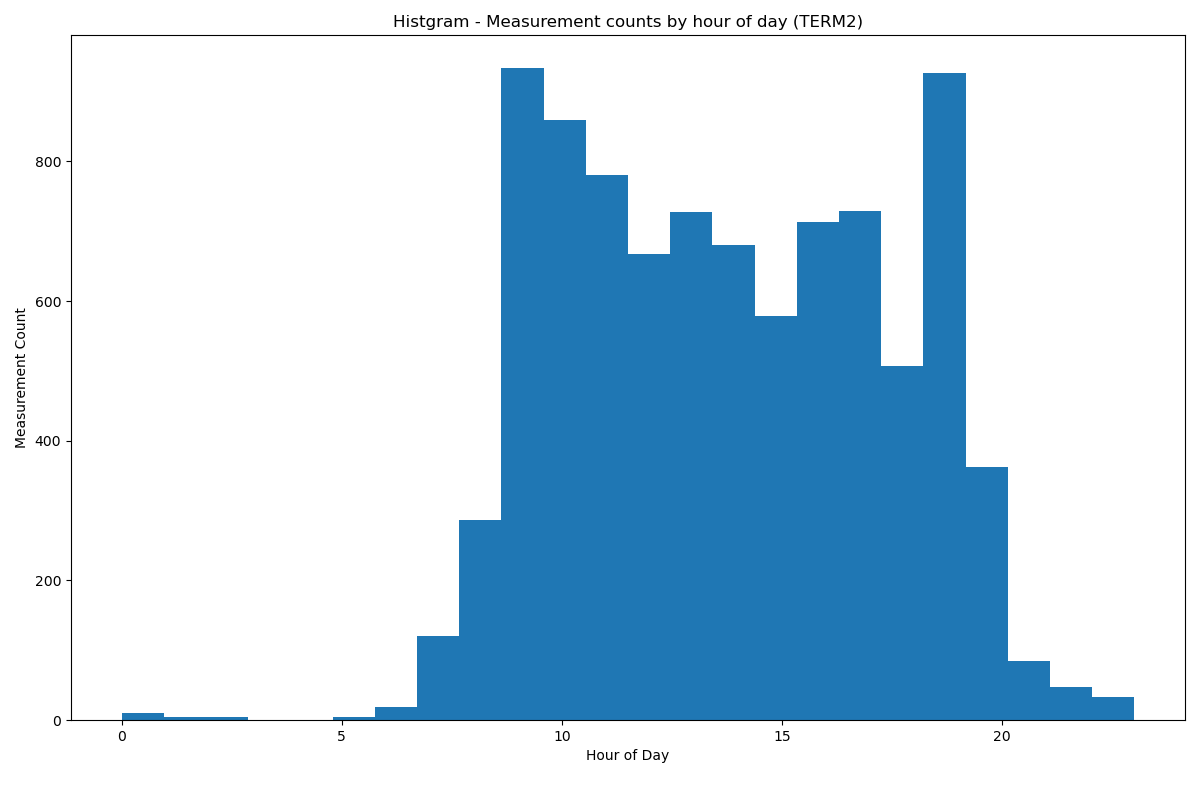 Histgram - Measurement counts by hour of day (TERM2)
Measurement Count
800
600
400
200
0
0 5 10 15 20
Hour of Day